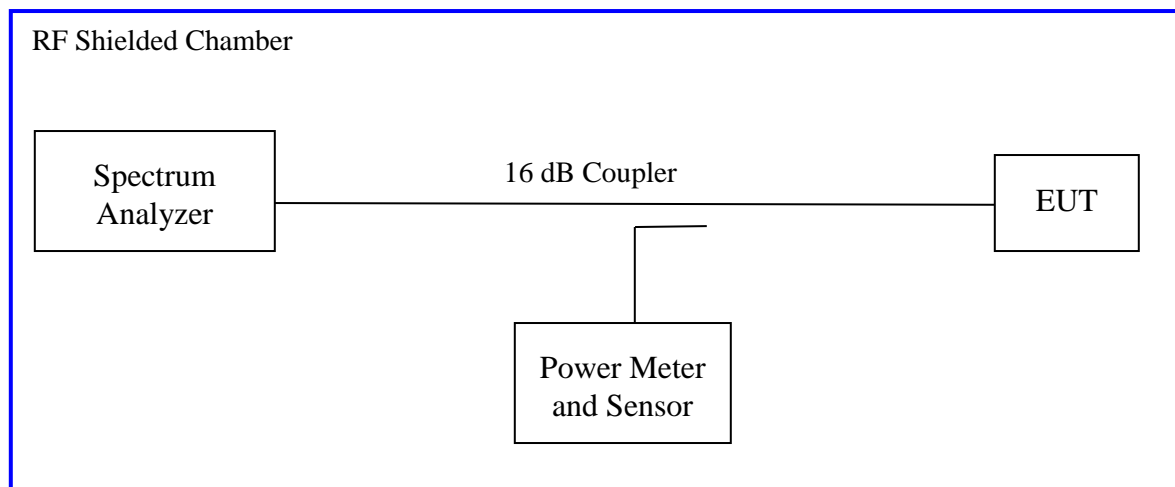 RF Shielded Chamber
Spectrum
Analyzer
16 dB Coupler
EUT
Power Meter
and Sensor